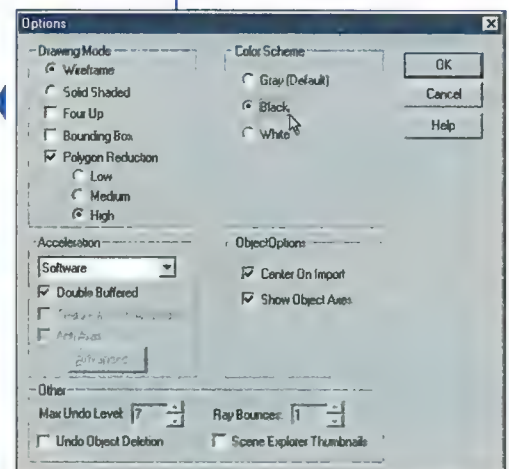 Options
Drawing Mode
Wireframe
Solid Shaded
Four Up
Bounding Box
Polygon Reduction
Low
Medium
High
Color Scheme
Gray (Default)
Black
White
OK
Cancel
Help
Acceleration
Software
Double Buffered
Anti Alias
ObjectOptions
Center On Import
Show Object Axes
Other
Max Undo Level: 7
Ray Bounces: 1
Undo Object Deletion
Scene Explorer Thumbnails